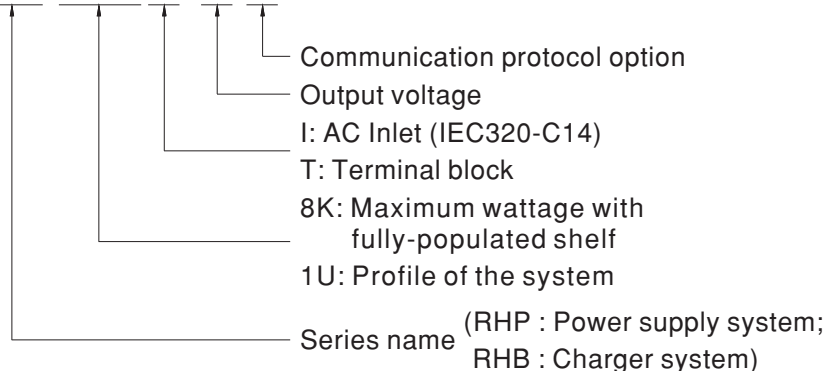 Communication protocol option
Output voltage
I: AC Inlet (IEC320-C14)
T: Terminal block
8K: Maximum wattage with
fully-populated shelf
1U: Profile of the system
Series name (RHP : Power supply system;
RHB : Charger system)